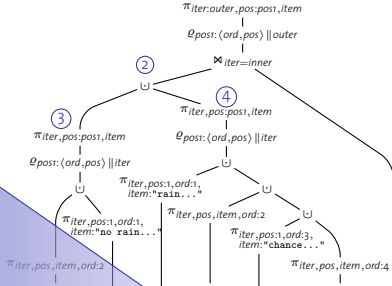 π iter:outer,pos:pos1,item
ϱ pos1:⟨ord,pos⟩∥outer
⋈ iter=inner
2
⊍
4
π iter,pos:pos1,item
3
π iter,pos:pos1,item
ϱ pos1:⟨ord,pos⟩∥iter
ϱ pos1:⟨ord,pos⟩∥iter
⊍
π iter,pos:1,ord:1,
item:"rain..."
⊍
⊍
π iter,pos,item,ord:2
⊍
π iter,pos:1,ord:1,
item:"no rain..."
π iter,pos:1,ord:3,
item:"chance..."
π iter,pos,item,ord:2
π iter,pos,item,ord:4